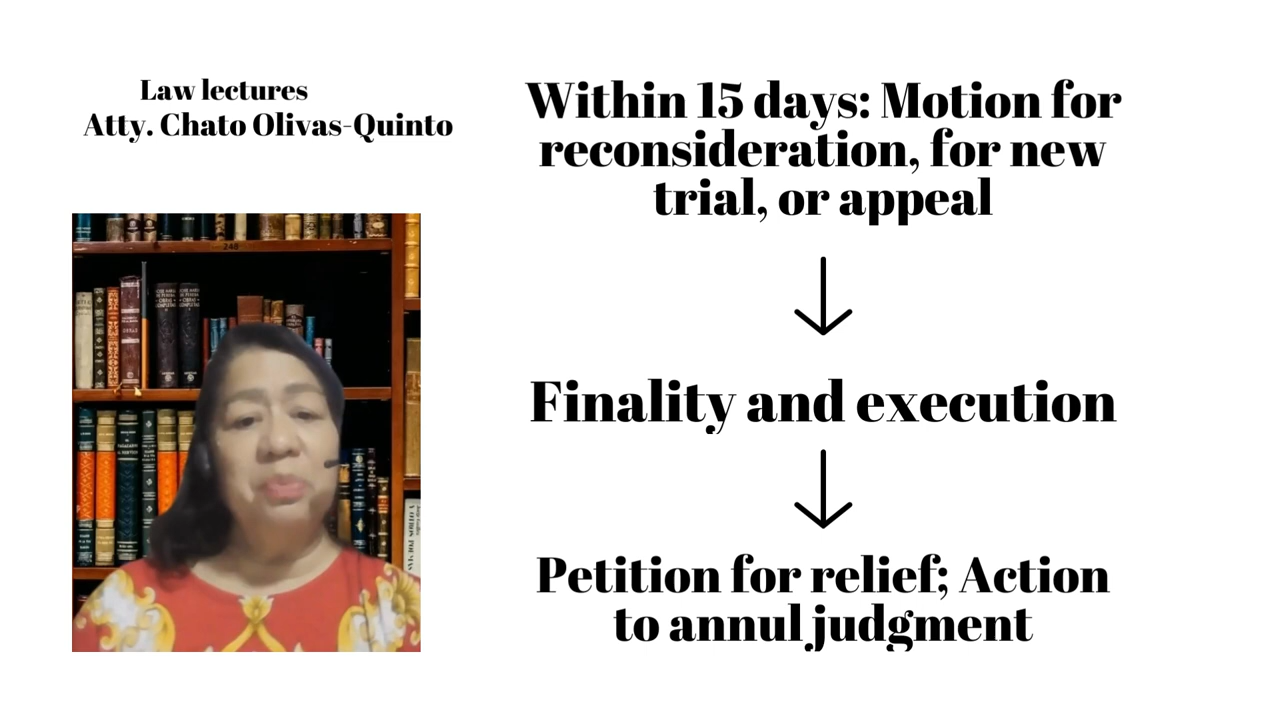 Law lectures
Atty. Chato Olivas-Quinto
Within 15 days: Motion for
reconsideration, for new
trial, or appeal
Finality and execution
Petition for relief; Action
to annul judgment
248